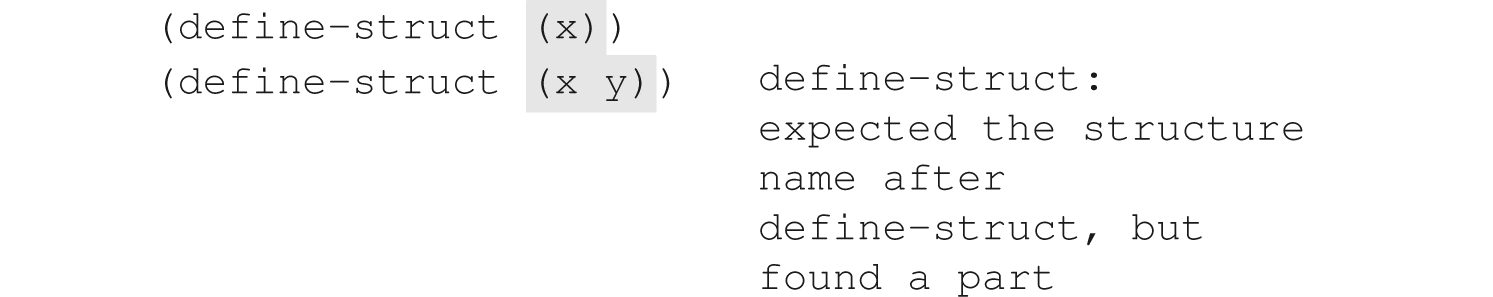 (define-struct (x))
(define-struct (x y))
define-struct:
expected the structure
name after
define-struct, but
found a part